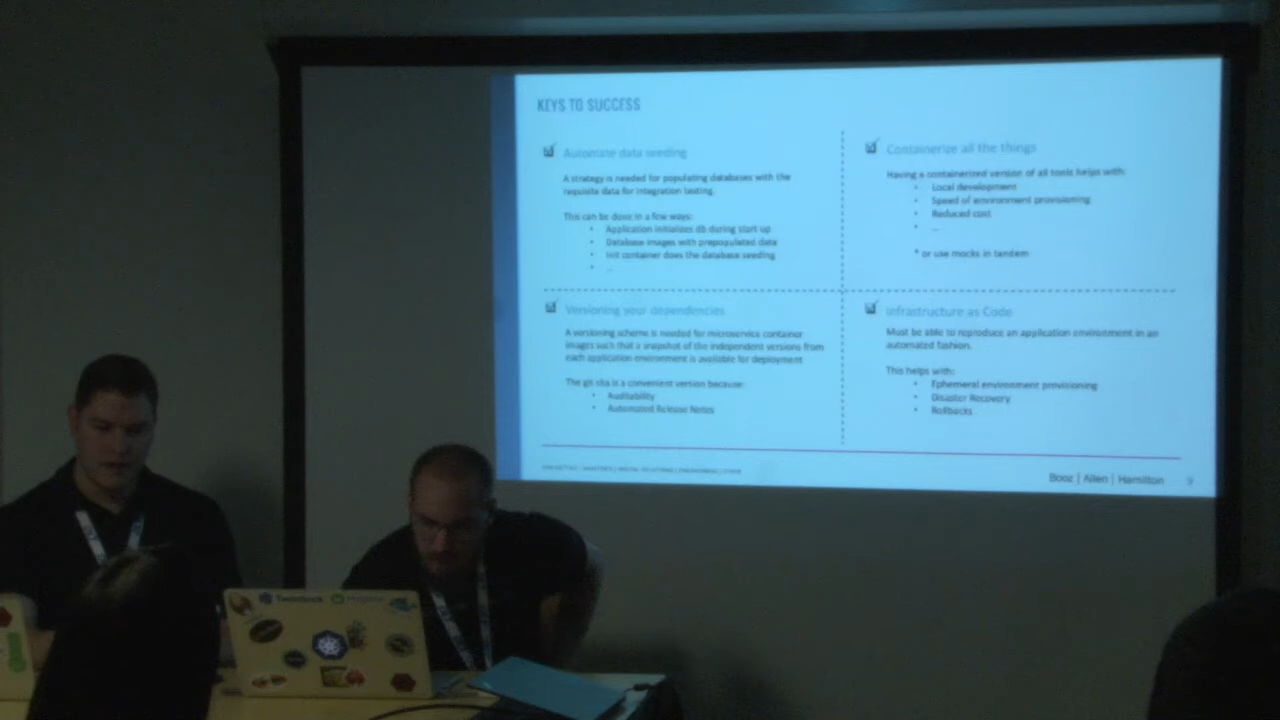 KEYS TO SUCCESS
Automate data seeding
A strategy is needed for populating databases with the
requisite data for integration testing.
This can be done in a few ways:
• Application initializes db during start up
• Database images with prepopulated data
• Init container does the database seeding
• ...
Containerize all the things
Having a containerized version of all tools helps with:
• Local development
• Speed of environment provisioning
• Reduced cost
• ...
* or use mocks in tandem
Versioning your dependencies
A versioning scheme is needed for microservice container
images such that a snapshot of the independent versions from
each application environment is available for deployment
The git sha is a convenient version because:
• Auditability
• Automated Release Notes
Infrastructure as Code
Must be able to reproduce an application environment in an
automated fashion.
This helps with:
• Ephemeral environment provisioning
• Disaster Recovery
• Rollbacks
Booz | Allen | Hamilton
9